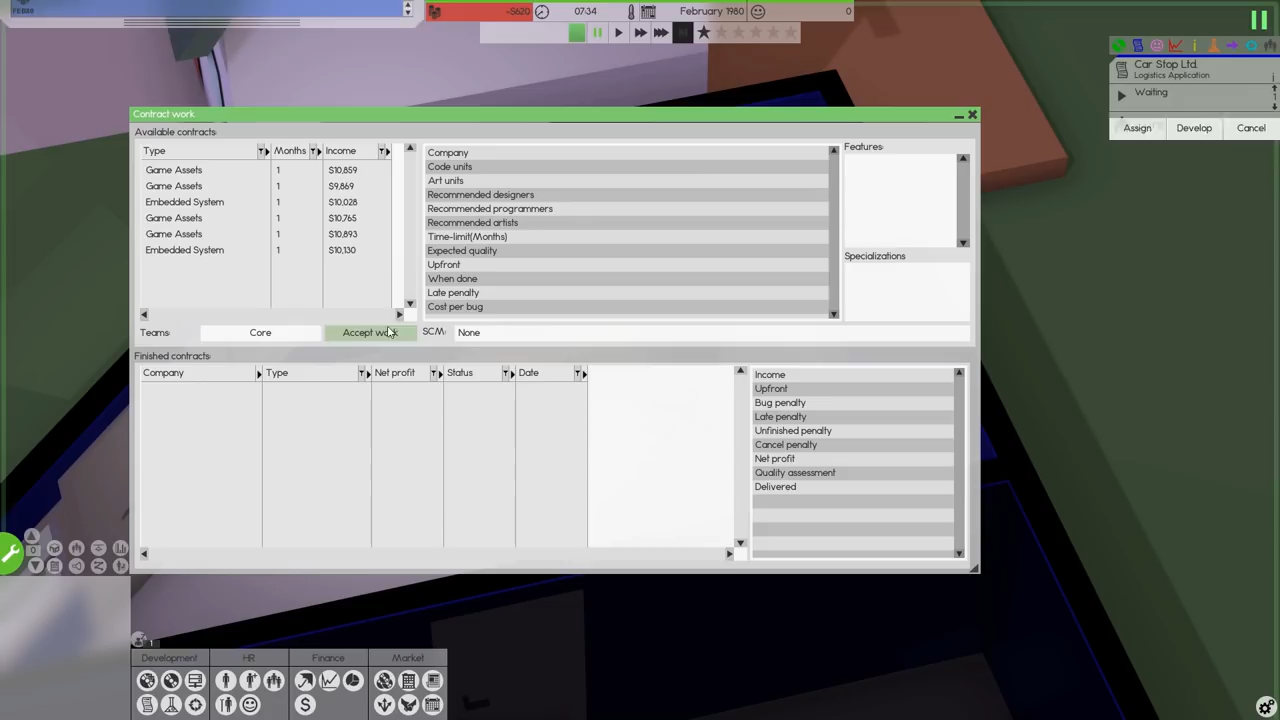 FEB80
-$620
07:34
February 1980
0
Car Stop Ltd.
Logistics Application
i
Waiting
1
Assign
Develop
Cancel
Contract work
Available contracts:
Type Months Income
Game Assets 1 $10,859
Game Assets 1 $9,869
Embedded System 1 $10,028
Game Assets 1 $10,765
Game Assets 1 $10,893
Embedded System 1 $10,130
Company
Code units
Art units
Recommended designers
Recommended programmers
Recommended artists
Time-limit(Months)
Expected quality
Upfront
When done
Late penalty
Cost per bug
Features:
Specializations
Teams: Core Accept work SCM: None
Finished contracts:
Company Type Net profit Status Date
Income
Upfront
Bug penalty
Late penalty
Unfinished penalty
Cancel penalty
Net profit
Quality assessment
Delivered
0
1
Development HR Finance Market